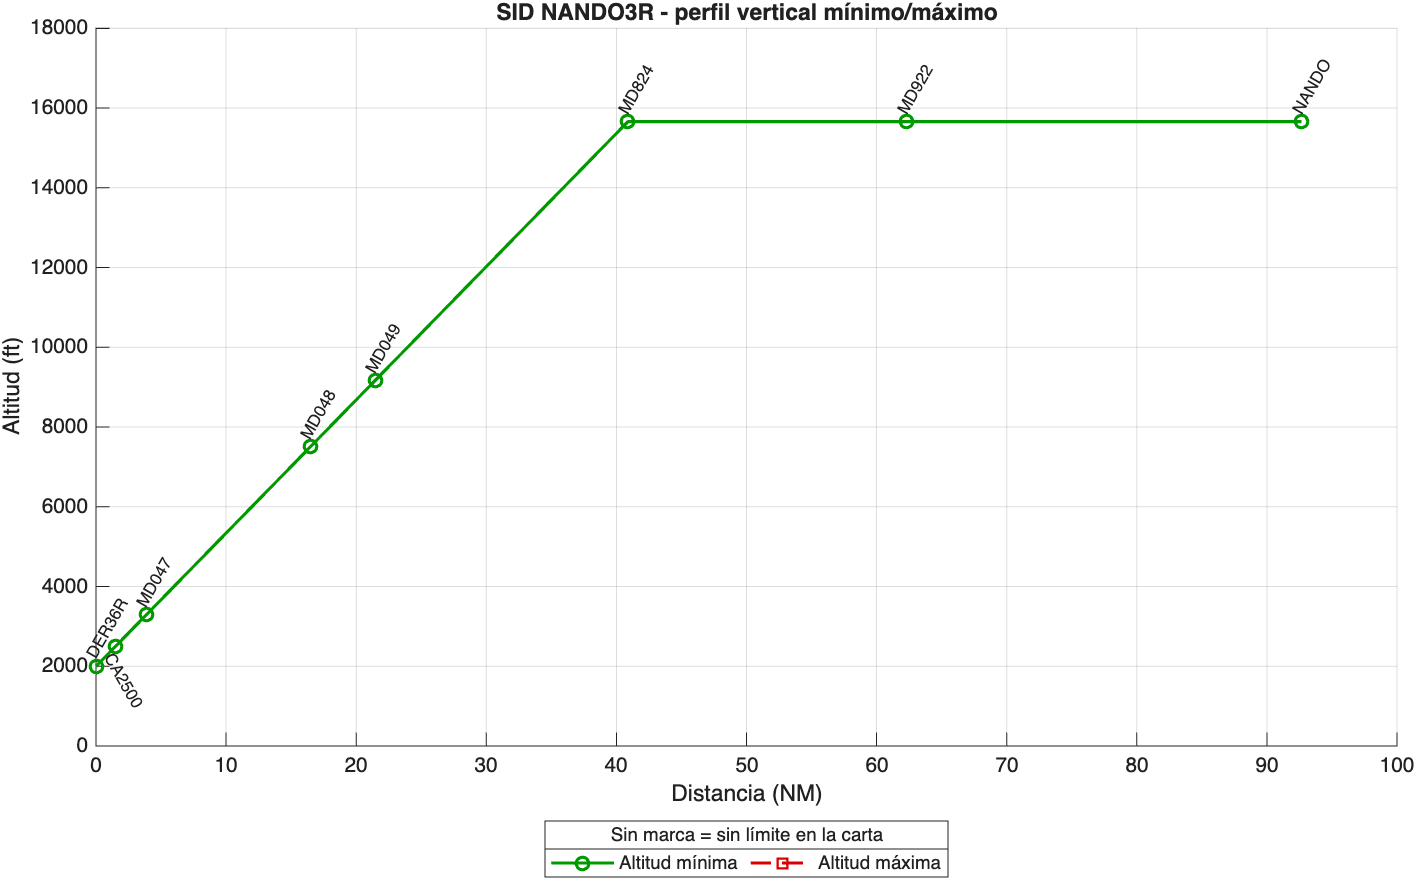 SID NANDO3R - perfil vertical mínimo/máximo
18000
16000
14000
12000
10000
8000
6000
4000
2000
0
Altitud (ft)
DER36R
CA2500
MD047
MD048
MD049
MD824
MD922
NANDO
0 10 20 30 40 50 60 70 80 90 100
Distancia (NM)
Sin marca = sin límite en la carta
Altitud mínima Altitud máxima